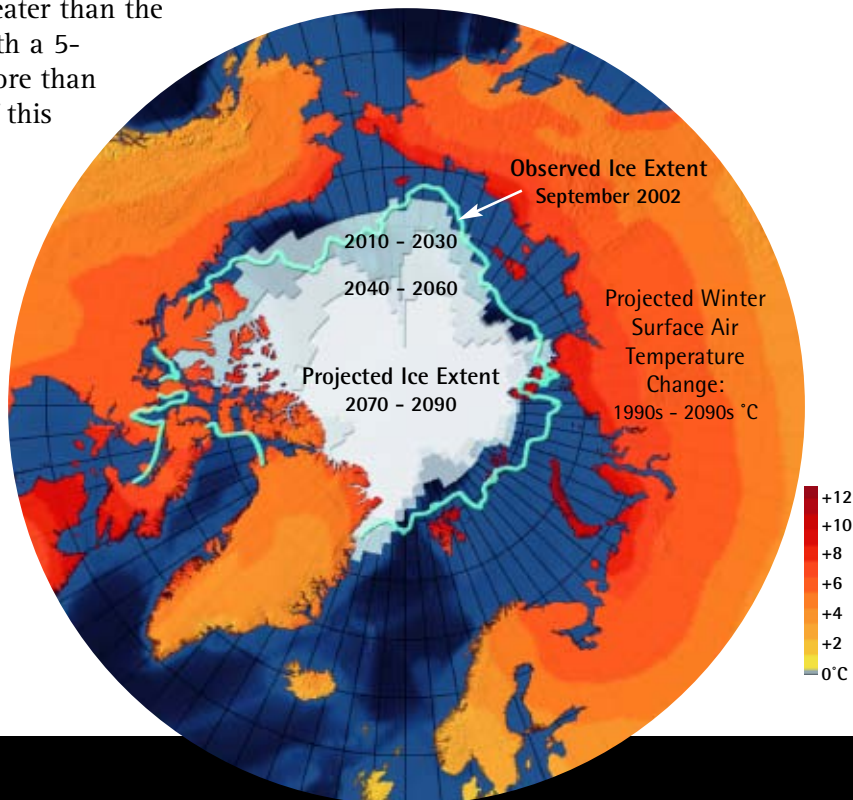 eater than the
th a 5-
ore than
this
Observed Ice Extent
September 2002
2010 - 2030
2040 - 2060
Projected Ice Extent
2070 - 2090
Projected Winter
Surface Air
Temperature
Change:
1990s - 2090s ˚C
+12
+10
+8
+6
+4
+2
0˚C